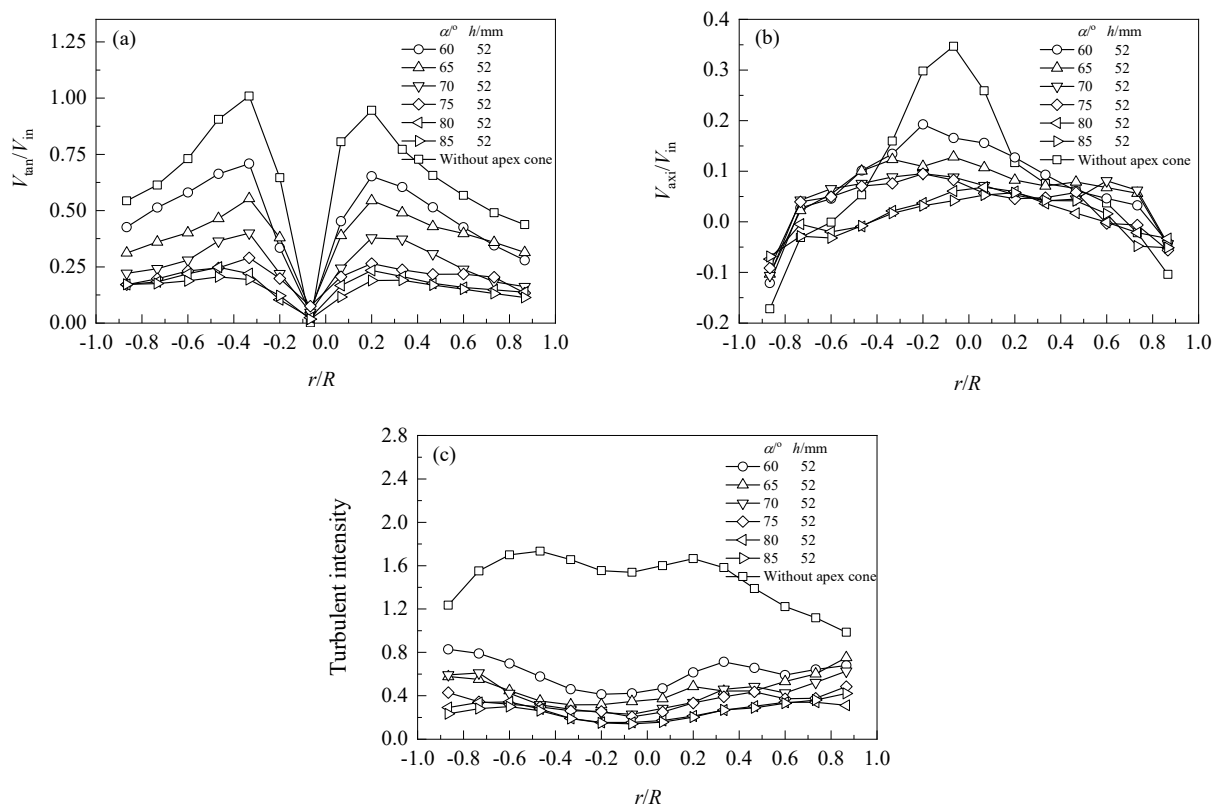 (a)
α/° h/mm
60 52
65 52
70 52
75 52
80 52
85 52
Without apex cone
1.25
1.00
0.75
0.50
0.25
0.00
V_tan/V_in
-1.0 -0.8 -0.6 -0.4 -0.2 0.0 0.2 0.4 0.6 0.8 1.0
r/R
(b)
α/° h/mm
60 52
65 52
70 52
75 52
80 52
85 52
Without apex cone
0.4
0.3
0.2
0.1
0.0
-0.1
-0.2
V_axi/V_in
-1.0 -0.8 -0.6 -0.4 -0.2 0.0 0.2 0.4 0.6 0.8 1.0
r/R
(c)
α/° h/mm
60 52
65 52
70 52
75 52
80 52
85 52
Without apex cone
2.8
2.4
2.0
1.6
1.2
0.8
0.4
0.0
Turbulent intensity
-1.0 -0.8 -0.6 -0.4 -0.2 0.0 0.2 0.4 0.6 0.8 1.0
r/R